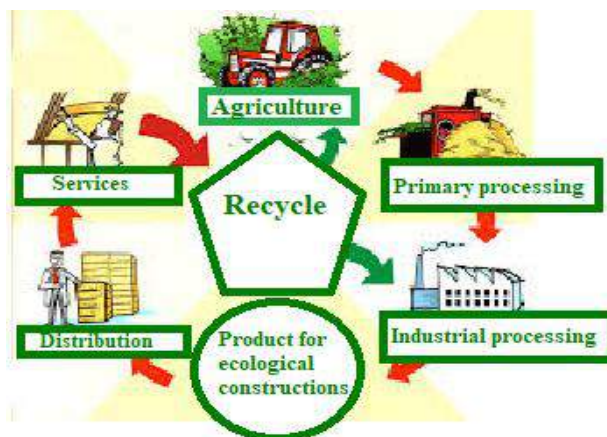 Agriculture
Services
Primary processing
Recycle
Distribution
Product for
ecological
constructions
Industrial processing